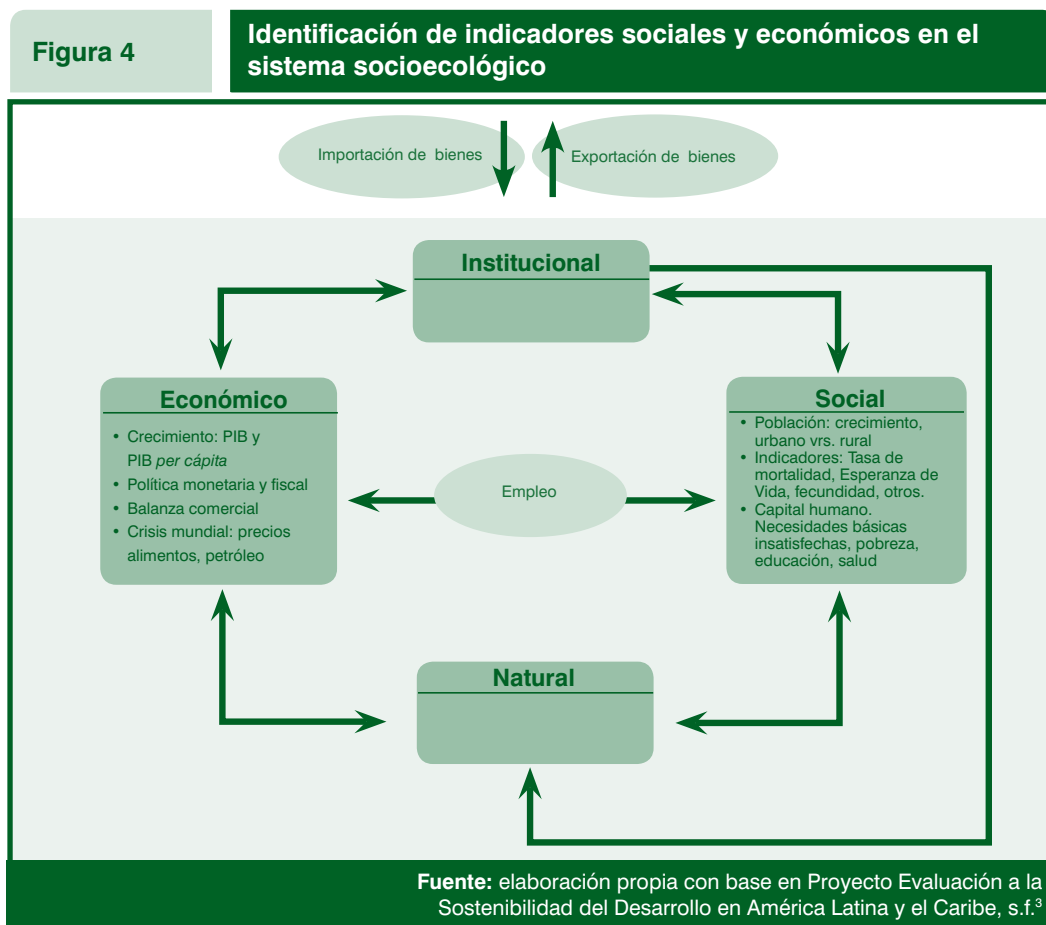 Figura 4
Identificación de indicadores sociales y económicos en el
sistema socioecológico
Importación de bienes
Exportación de bienes
Institucional
Económico
• Crecimiento: PIB y
PIB per cápita
• Política monetaria y fiscal
• Balanza comercial
• Crisis mundial: precios
alimentos, petróleo
Empleo
Social
• Población: crecimiento,
urbano vrs. rural
• Indicadores: Tasa de
mortalidad, Esperanza de
Vida, fecundidad, otros.
• Capital humano.
Necesidades básicas
insatisfechas, pobreza,
educación, salud
Natural
Fuente: elaboración propia con base en Proyecto Evaluación a la
Sostenibilidad del Desarrollo en América Latina y el Caribe, s.f.³